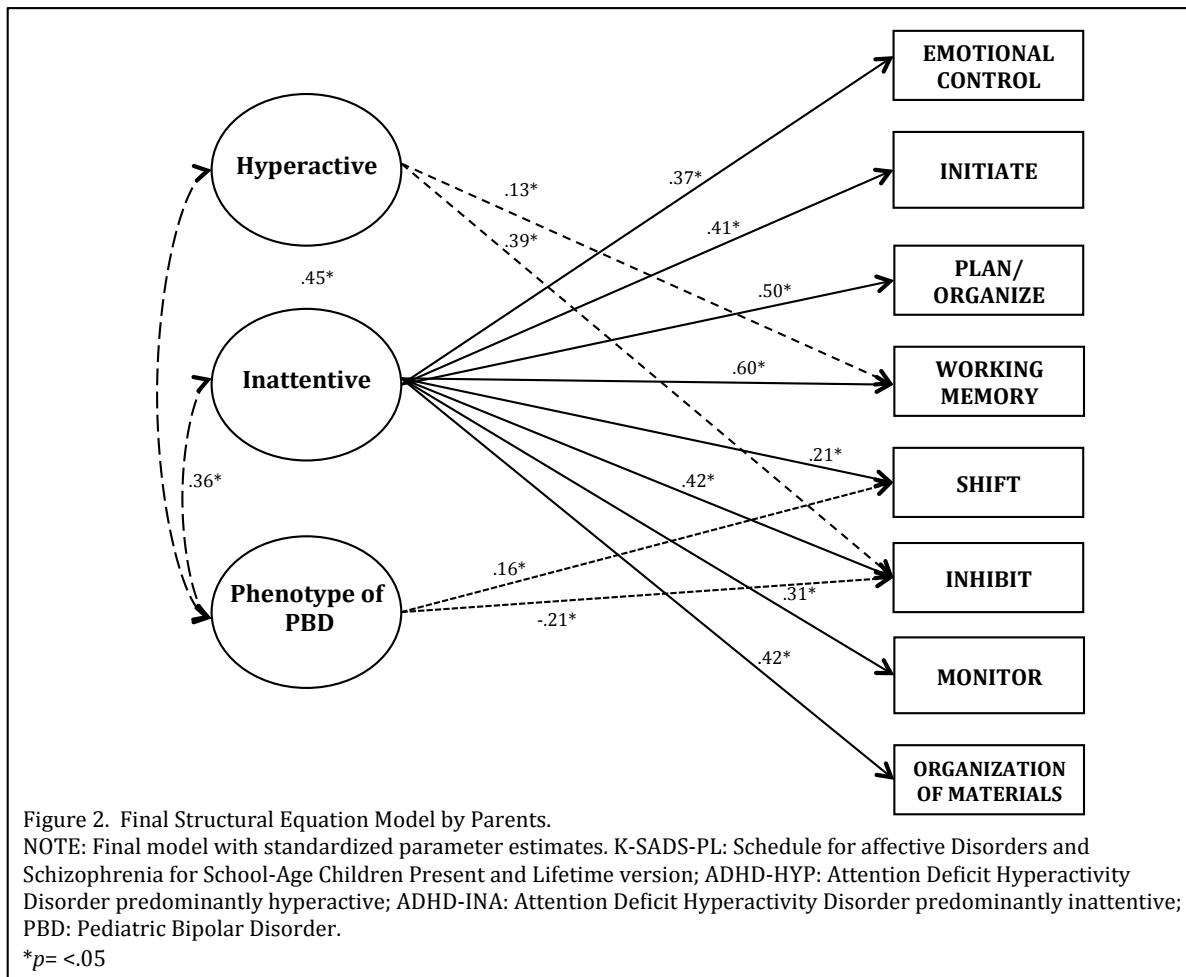 EMOTIONAL
CONTROL
Hyperactive
INITIATE
.37*
.13*
.41*
.39*
PLAN/
ORGANIZE
.45*
.50*
Inattentive
.60*
WORKING
MEMORY
.21*
.36*
.42*
SHIFT
.16*
INHIBIT
Phenotype of
PBD
.31*
-.21*
.42*
MONITOR
ORGANIZATION
OF MATERIALS
Figure 2. Final Structural Equation Model by Parents.
NOTE: Final model with standardized parameter estimates. K-SADS-PL: Schedule for affective Disorders and
Schizophrenia for School-Age Children Present and Lifetime version; ADHD-HYP: Attention Deficit Hyperactivity
Disorder predominantly hyperactive; ADHD-INA: Attention Deficit Hyperactivity Disorder predominantly inattentive;
PBD: Pediatric Bipolar Disorder.
*p= <.05